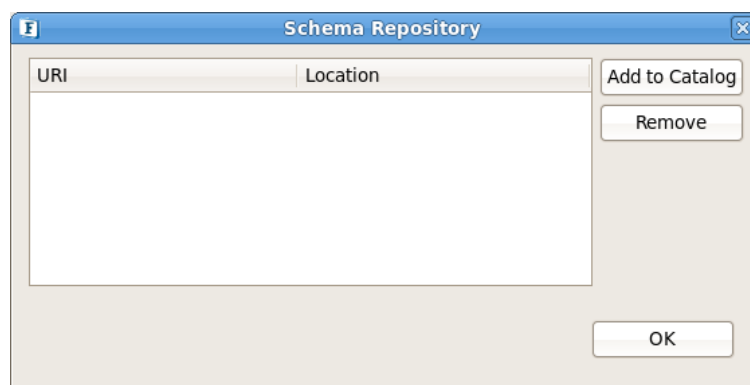 Schema Repository
URI Location
Add to Catalog
Remove
OK